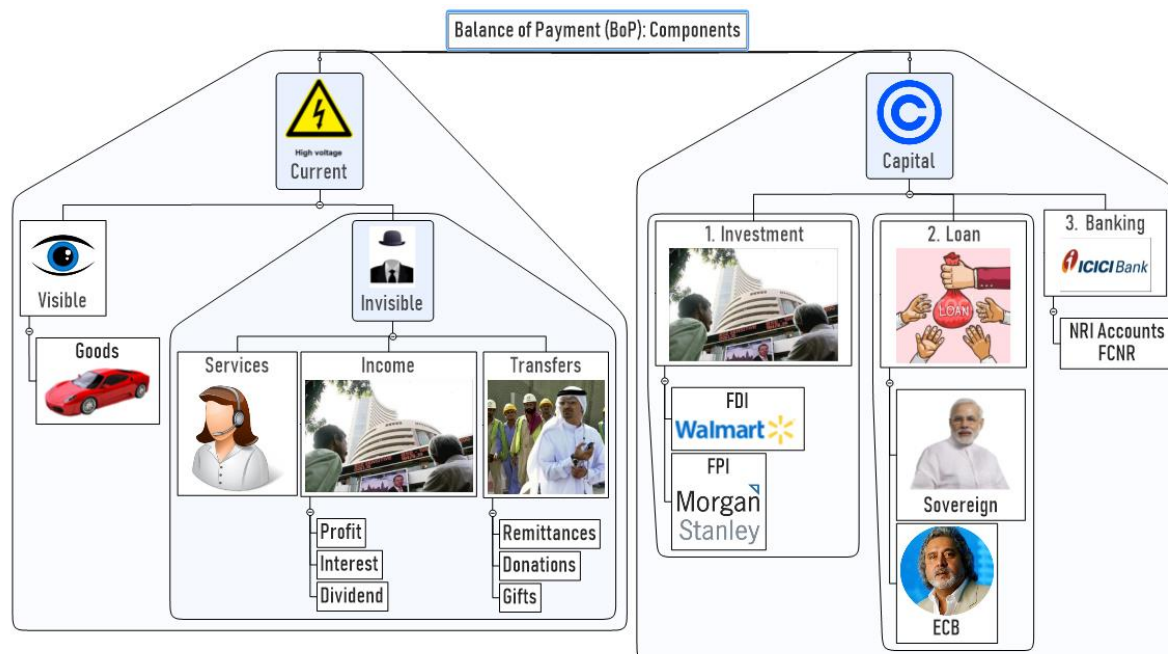 Balance of Payment (BoP): Components
High voltage
Current
Visible
Goods
Invisible
Services
Income
Profit
Interest
Dividend
Transfers
Remittances
Donations
Gifts
C
Capital
1. Investment
FDI
Walmart
FPI
Morgan
Stanley
2. Loan
LOAN
Sovereign
ECB
3. Banking
ICICI Bank
NRI Accounts
FCNR